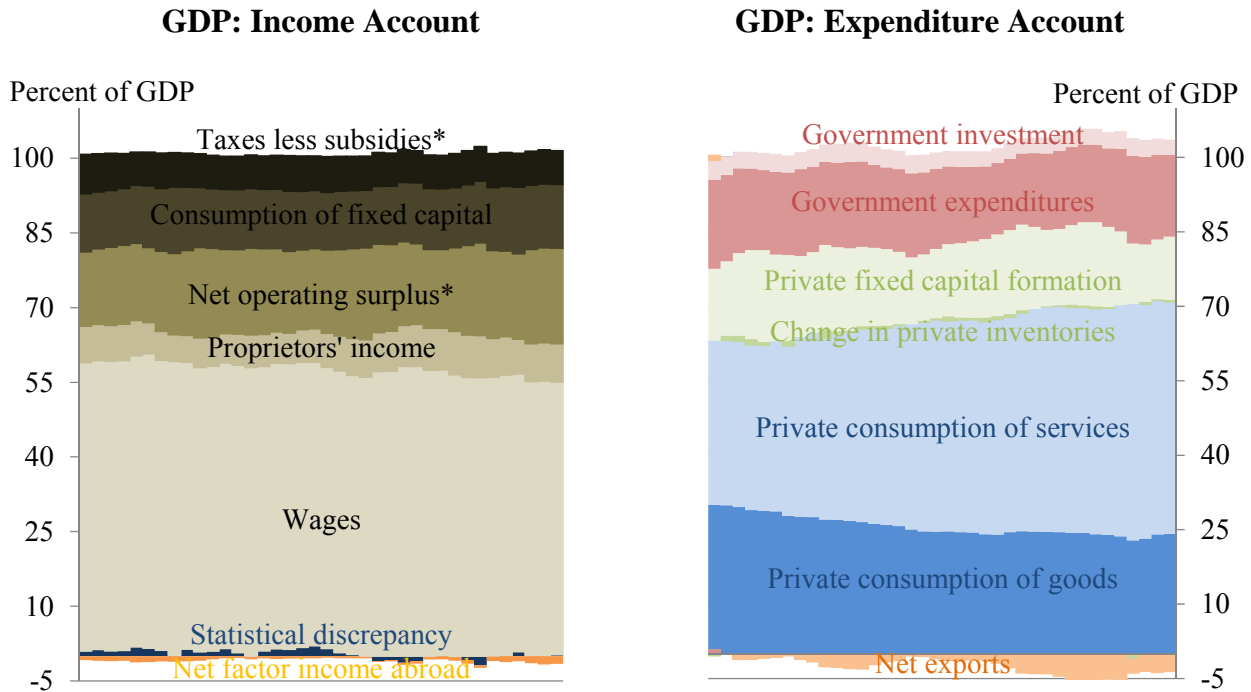 GDP: Income Account
Percent of GDP
100
85
70
55
40
25
10
-5
Taxes less subsidies*
Consumption of fixed capital
Net operating surplus*
Proprietors' income
Wages
Statistical discrepancy
Net factor income abroad
GDP: Expenditure Account
Percent of GDP
Government investment
Government expenditures
Private fixed capital formation
Change in private inventories
Private consumption of services
Private consumption of goods
Net exports
100
85
70
55
40
25
10
-5